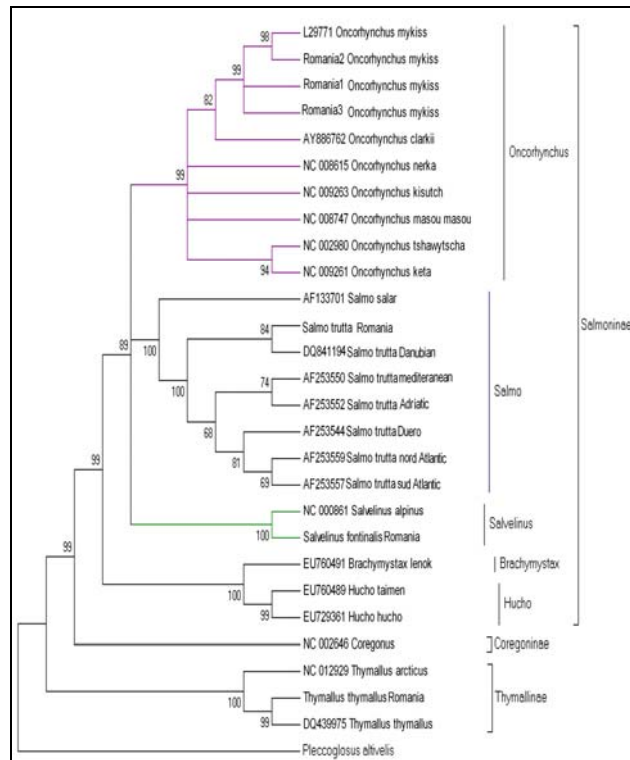 L29771 Oncorhynchus mykiss
98
Romania2 Oncorhynchus mykiss
99
Romania1 Oncorhynchus mykiss
82
Romania3 Oncorhynchus mykiss
AY886762 Oncorhynchus clarkii
Oncorhynchus
NC 008615 Oncorhynchus nerka
99
NC 009263 Oncorhynchus kisutch
NC 008747 Oncorhynchus masou masou
NC 002980 Oncorhynchus tshawytscha
94
NC 009261 Oncorhynchus keta
AF133701 Salmo salar
Salmoninae
84
Salmo trutta Romania
89
100
DQ841194 Salmo trutta Danubian
74
AF253550 Salmo trutta mediteranean
100
Salmo
AF253552 Salmo trutta Adriatic
68
AF253544 Salmo trutta Duero
81
AF253559 Salmo trutta nord Atlantic
99
69
AF253557 Salmo trutta sud Atlantic
NC 000861 Salvelinus alpinus
Salvelinus
100
Salvelinus fontinalis Romania
99
EU760491 Brachymystax lenok
Brachymystax
100
EU760489 Hucho taimen
Hucho
99
EU729361 Hucho hucho
NC 002646 Coregonus
Coregoninae
NC 012929 Thymallus arcticus
100
Thymallus thymallus Romania
Thymallinae
99
DQ439975 Thymallus thymallus
Pleccoglosus altivelis